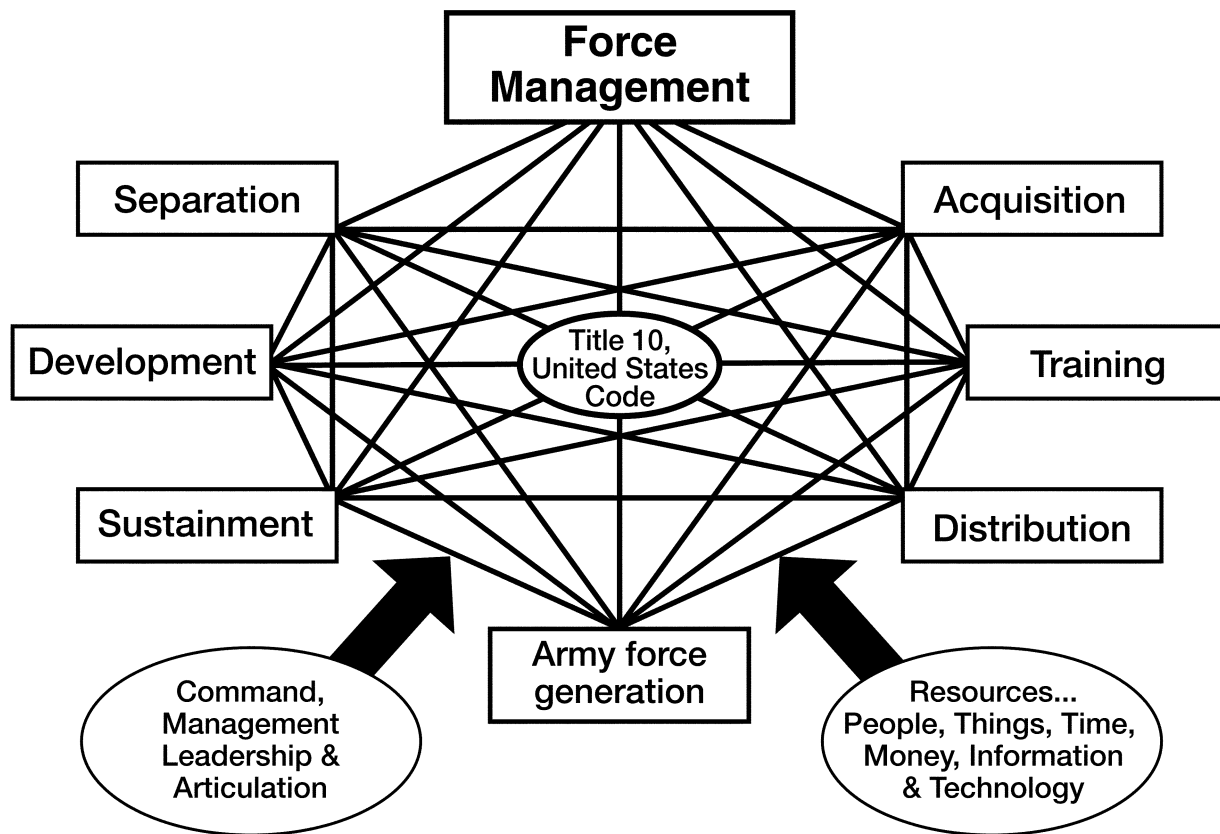 Force
Management
Separation
Acquisition
Title 10,
United States
Code
Development
Training
Sustainment
Distribution
Army force
generation
Command,
Management
Leadership &
Articulation
Resources...
People, Things, Time,
Money, Information
& Technology